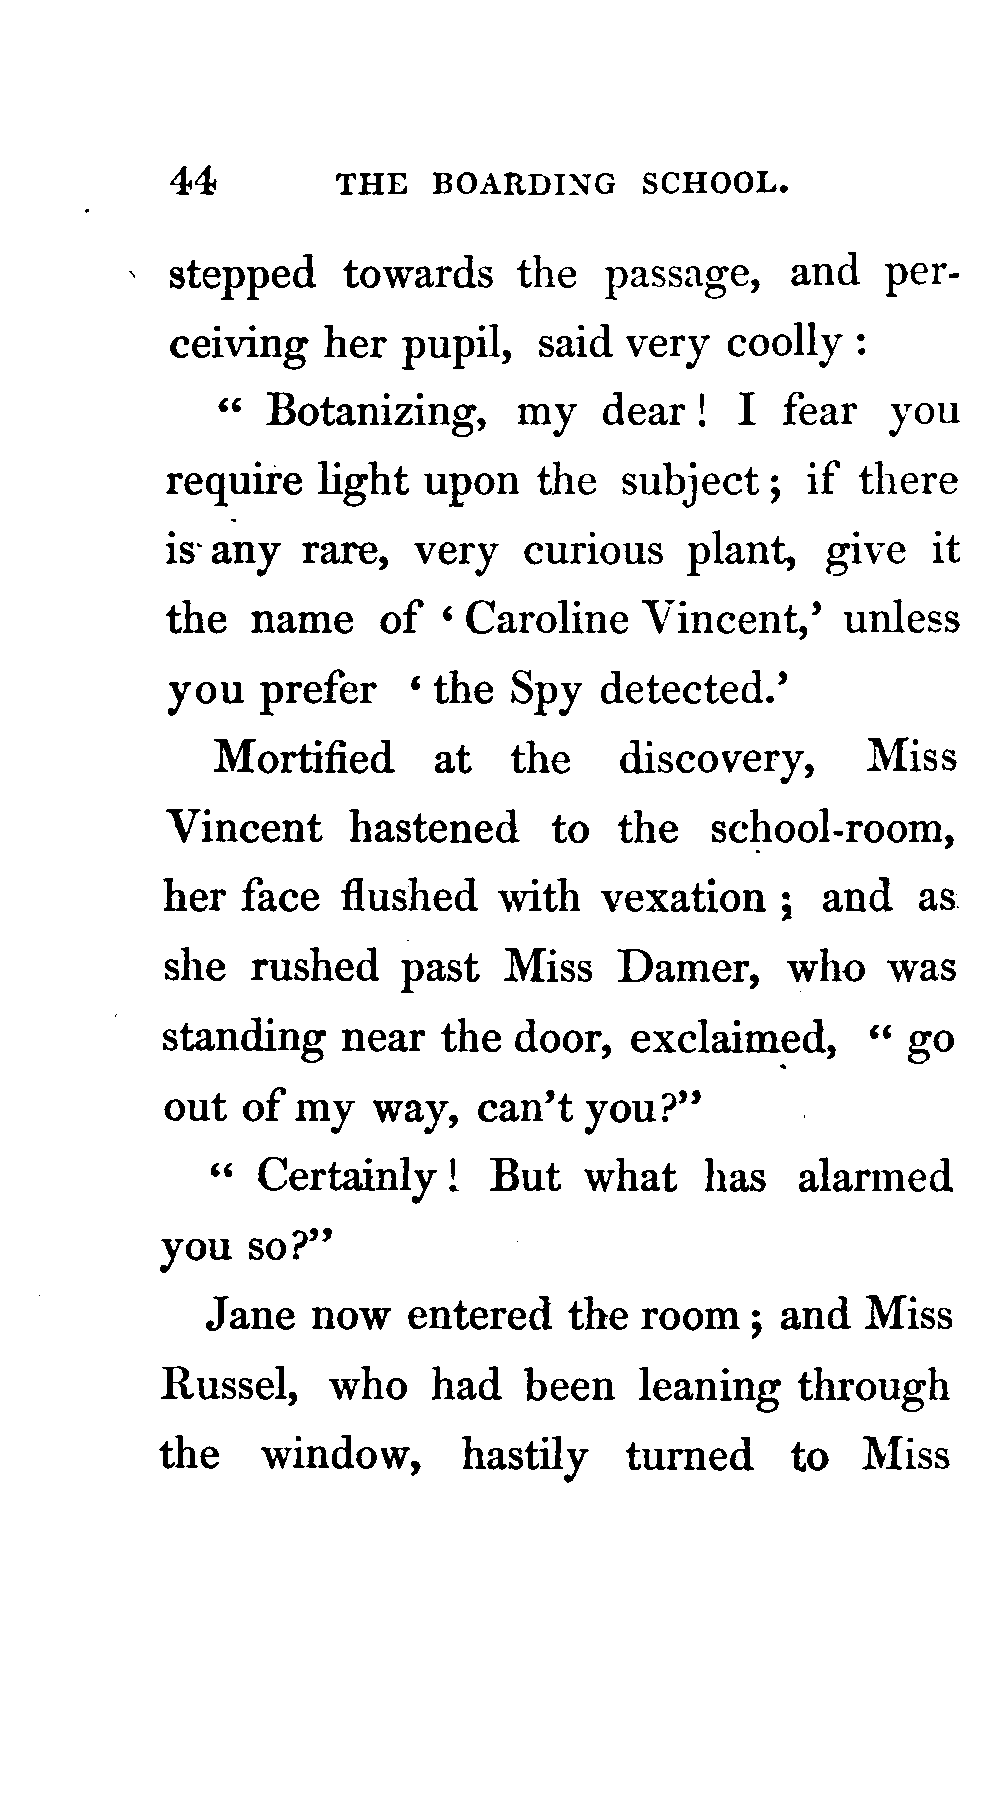 44 THE BOARDING SCHOOL.
stepped towards the passage, and per-
ceiving her pupil, said very coolly :
“ Botanizing, my dear ! I fear you
require light upon the subject ; if there
is any rare, very curious plant, give it
the name of ‘ Caroline Vincent,’ unless
you prefer ‘ the Spy detected.’
Mortified at the discovery, Miss
Vincent hastened to the school-room,
her face flushed with vexation ; and as
she rushed past Miss Damer, who was
standing near the door, exclaimed, “ go
out of my way, can’t you?”
“ Certainly ! But what has alarmed
you so?”
Jane now entered the room ; and Miss
Russel, who had been leaning through
the window, hastily turned to Miss